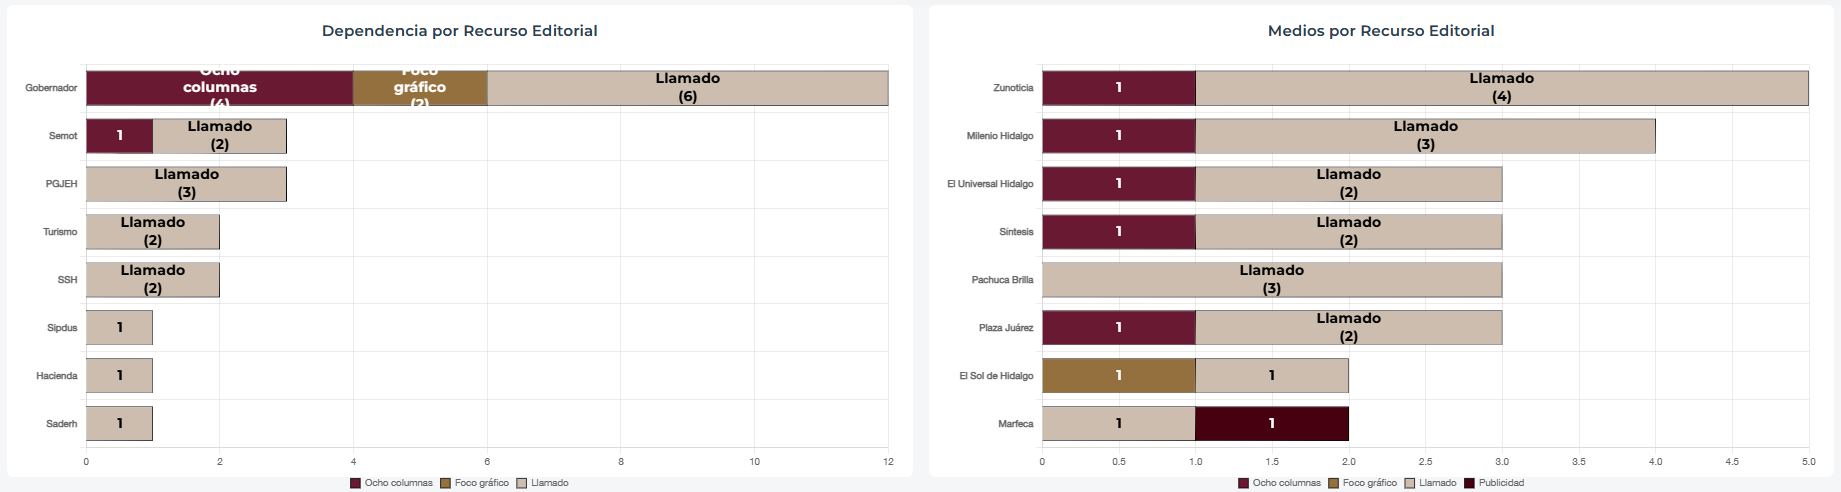 Dependencia por Recurso Editorial
Gobernador
Ocho
columnas
(4)
Foco
gráfico
(2)
Llamado
(6)
Semot
1
Llamado
(2)
PGJEH
Llamado
(3)
Turismo
Llamado
(2)
SSH
Llamado
(2)
Sipdus
1
Hacienda
1
Saderh
1
0 2 4 6 8 10 12
Ocho columnas Foco gráfico Llamado
Medios por Recurso Editorial
Zunoticia
1
Llamado
(4)
Milenio Hidalgo
1
Llamado
(3)
El Universal Hidalgo
1
Llamado
(2)
Síntesis
1
Llamado
(2)
Pachuca Brilla
Llamado
(3)
Plaza Juárez
1
Llamado
(2)
El Sol de Hidalgo
1 1
Marfeca
1 1
0 0.5 1.0 1.5 2.0 2.5 3.0 3.5 4.0 4.5 5.0
Ocho columnas Foco gráfico Llamado Publicidad